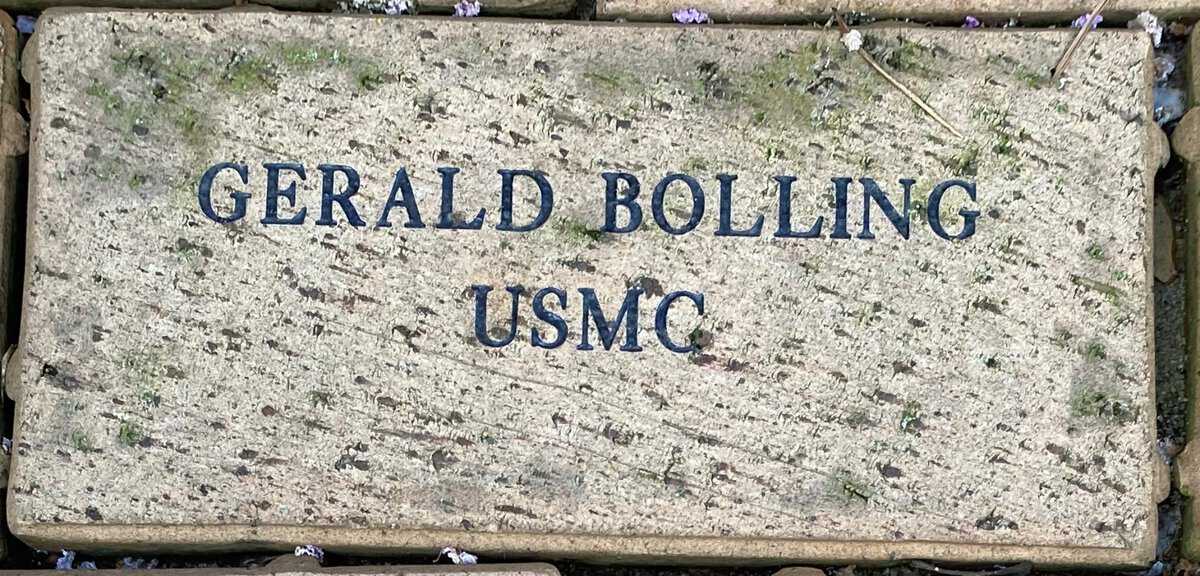 GERALD BOLLING
USMC